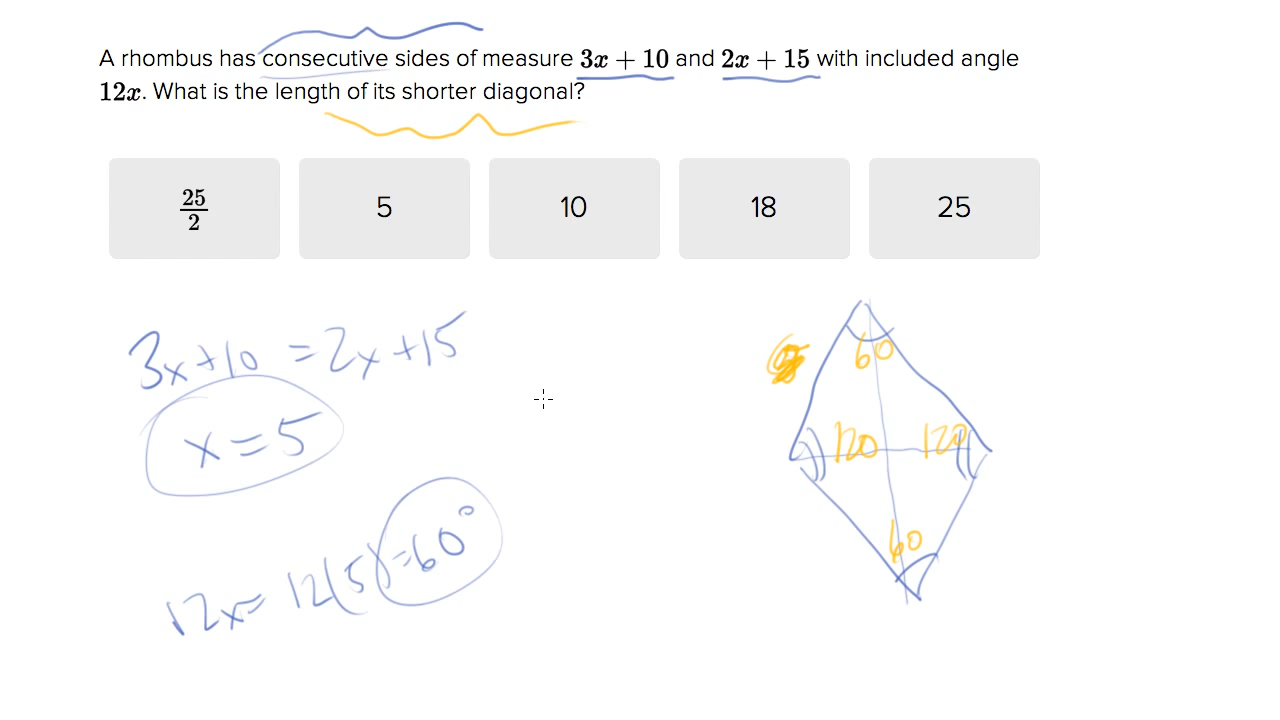 A rhombus has consecutive sides of measure 3x + 10 and 2x + 15 with included angle
12x. What is the length of its shorter diagonal?
25/2
5
10
18
25
3x+10 = 2x+15
x=5
12x= 12(5)=60°
60
120
120
60